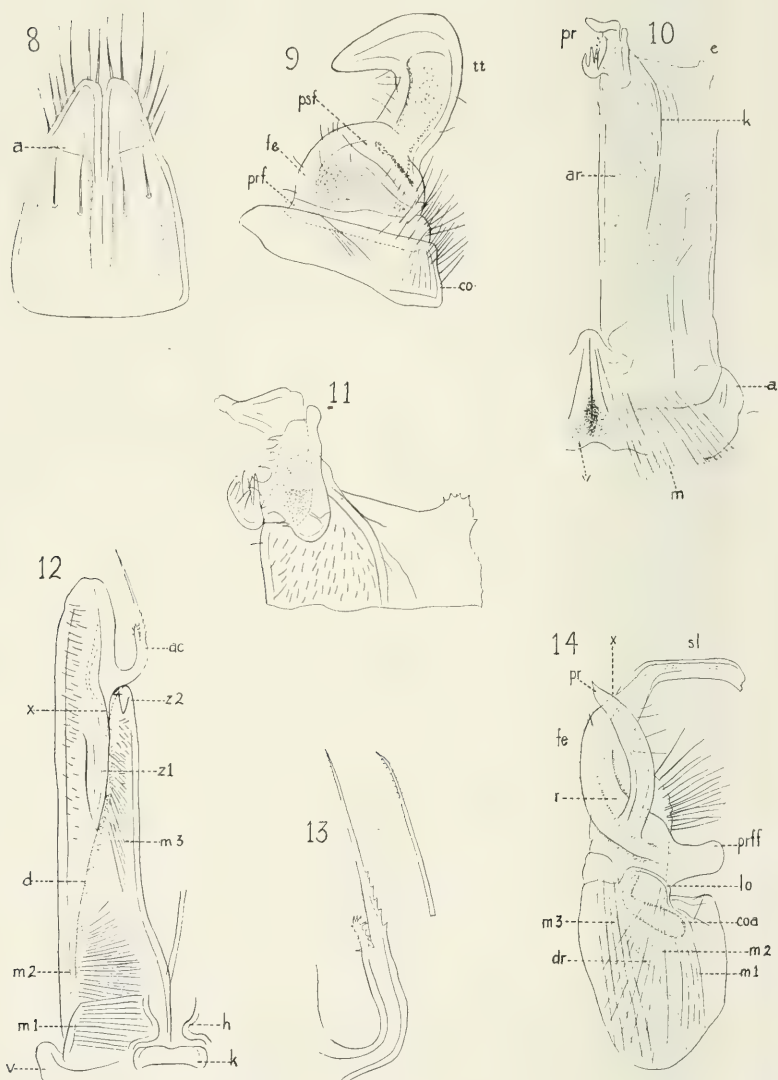 8
a
9
tt
psf
fe
prf
co
10
pr
e
k
ar
a
v
m
11
12
ac
x
z2
z1
m3
d
m2
m1
h
v
k
13
14
x
sl
pr
fe
r
prff
lo
coa
m3
m2
dr
m1